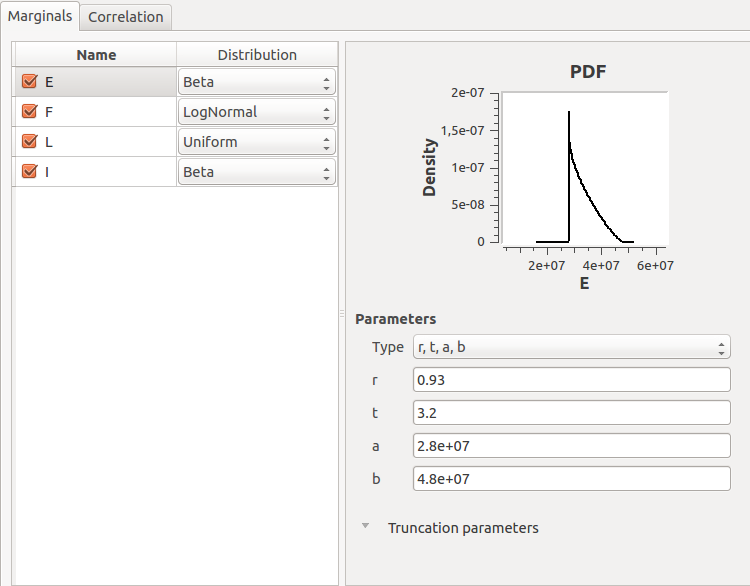 Marginals Correlation
Name Distribution
E Beta
F LogNormal
L Uniform
I Beta
PDF
2e-07
1,5e-07
1e-07
5e-08
0
Density
2e+07 4e+07 6e+07
E
Parameters
Type r, t, a, b
r 0.93
t 3.2
a 2.8e+07
b 4.8e+07
Truncation parameters